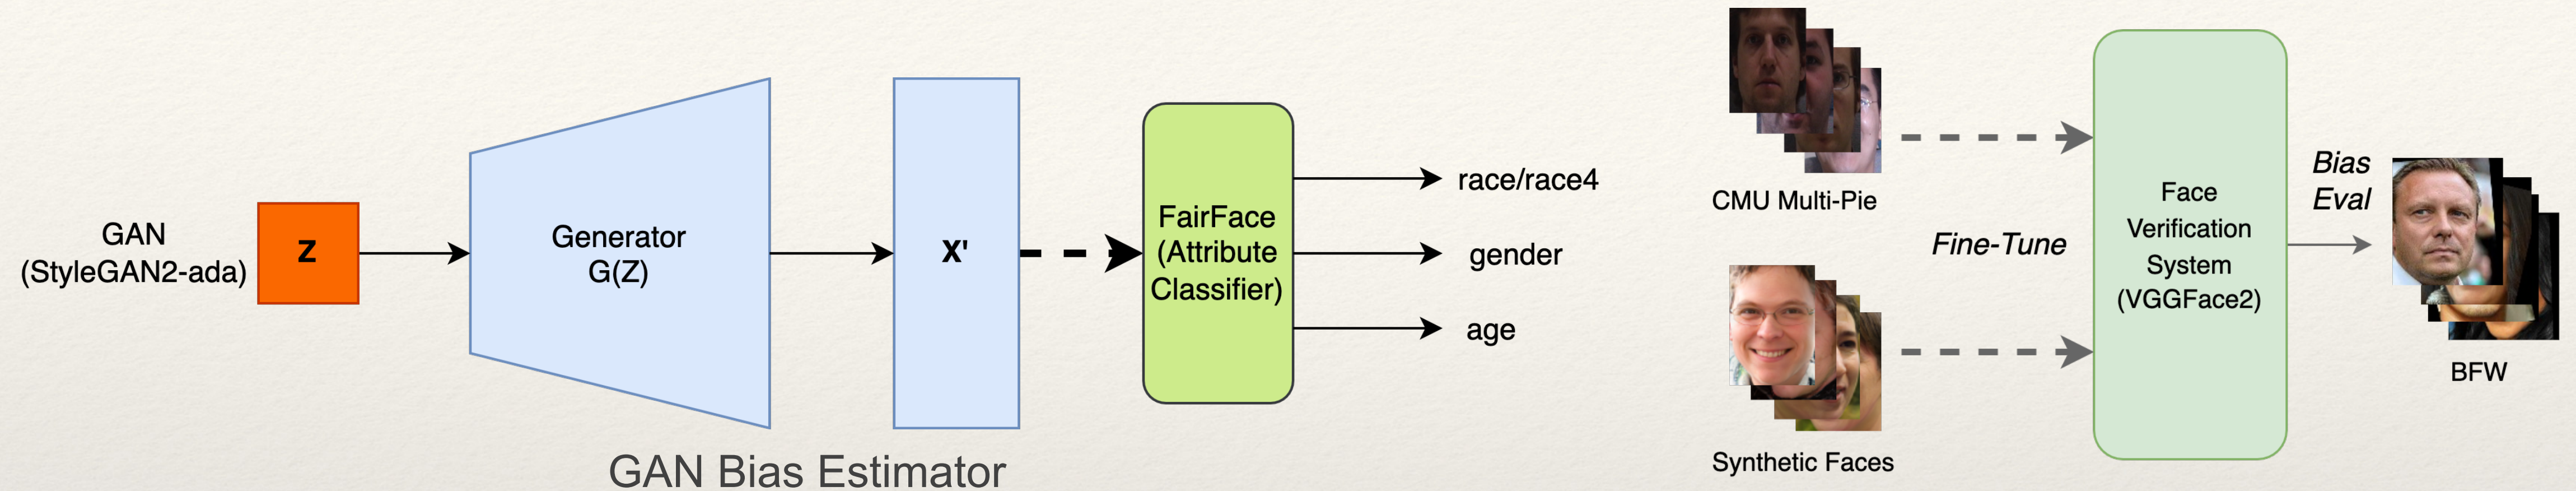 GAN
(StyleGAN2-ada)
Z
Generator
G(Z)
X'
FairFace
(Attribute
Classifier)
race/race4
gender
age
GAN Bias Estimator
CMU Multi-Pie
Synthetic Faces
Fine-Tune
Face
Verification
System
(VGGFace2)
Bias
Eval
BFW